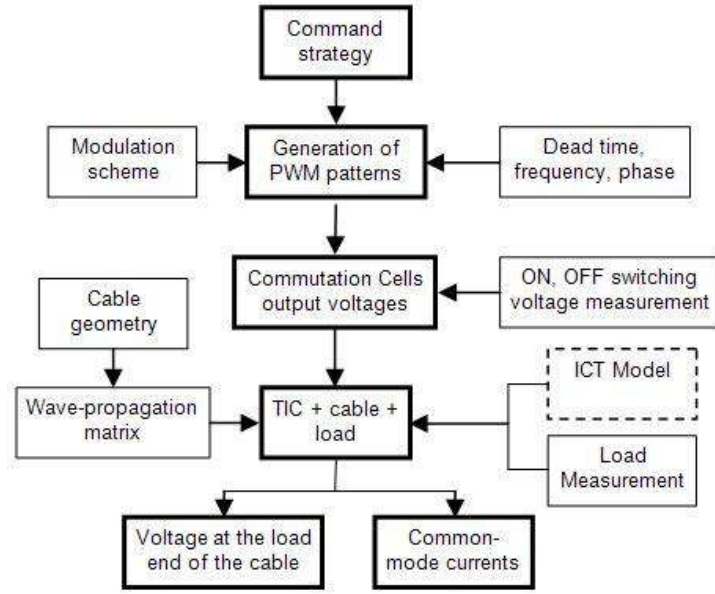 Command
strategy
Modulation
scheme
Generation of
PWM patterns
Dead time,
frequency, phase
Commutation Cells
output voltages
ON, OFF switching
voltage measurement
Cable
geometry
Wave-propagation
matrix
TIC + cable +
load
ICT Model
Load
Measurement
Voltage at the load
end of the cable
Common-
mode currents